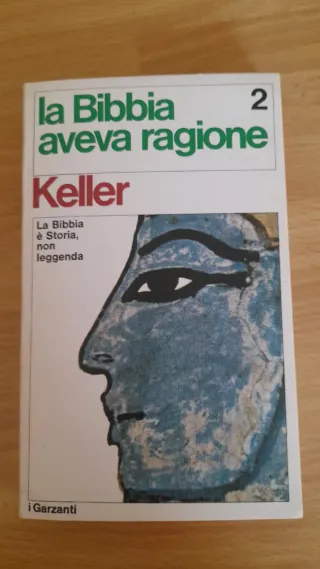 la Bibbia 2
aveva ragione
Keller
La Bibbia
è Storia,
non
leggenda
i Garzanti